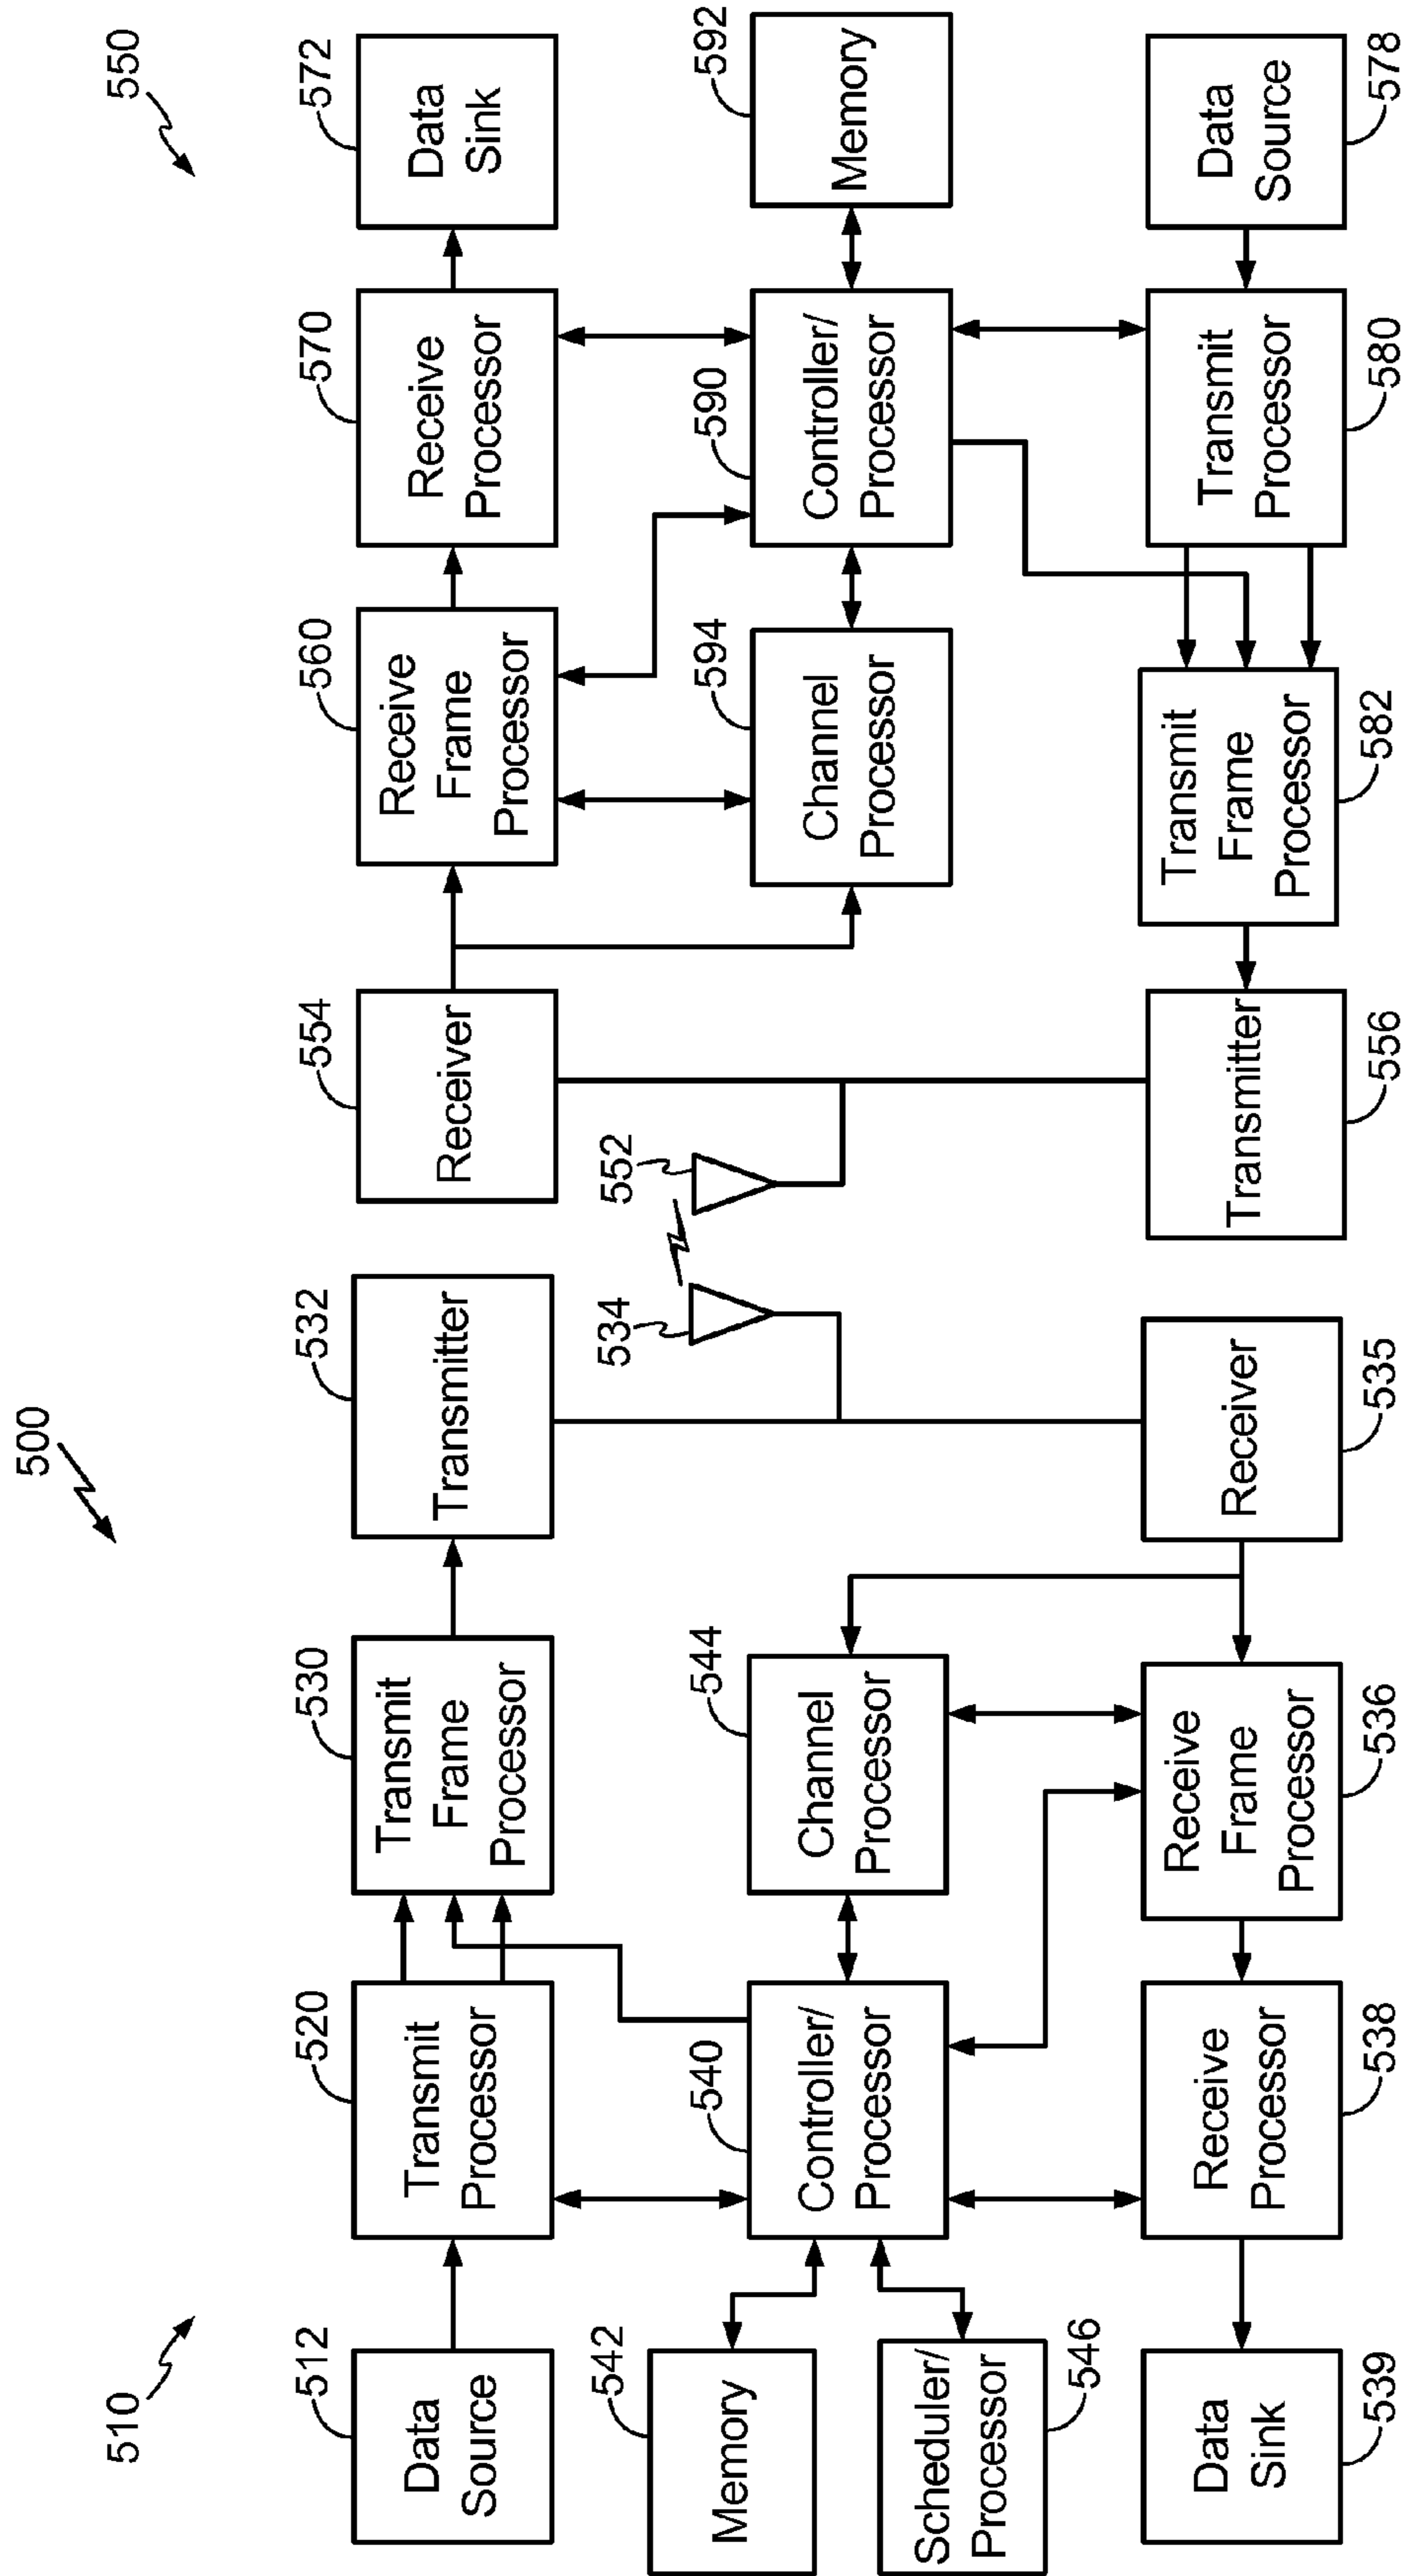 500
510
550
512
Data
Source
520
Transmit
Processor
530
Transmit
Frame
Processor
532
Transmitter
554
Receiver
560
Receive
Frame
Processor
570
Receive
Processor
572
Data
Sink
542
Memory
540
Controller/
Processor
544
Channel
Processor
534
552
594
Channel
Processor
590
Controller/
Processor
592
Memory
Scheduler/
Processor
546
Data
Sink
539
Receive
Processor
538
Receive
Frame
Processor
536
Receiver
535
Transmitter
556
Transmit
Frame
Processor
582
Transmit
Processor
580
Data
Source
578